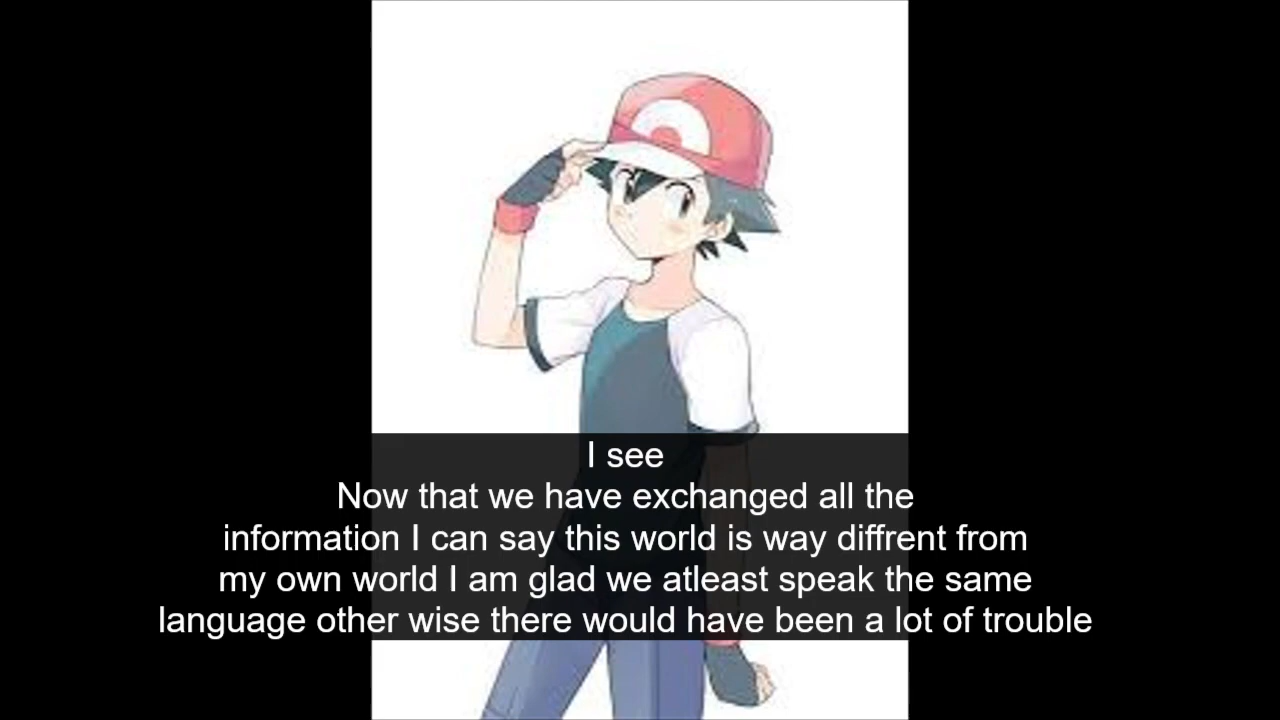 I see
Now that we have exchanged all the
information I can say this world is way diffrent from
my own world I am glad we atleast speak the same
language other wise there would have been a lot of trouble